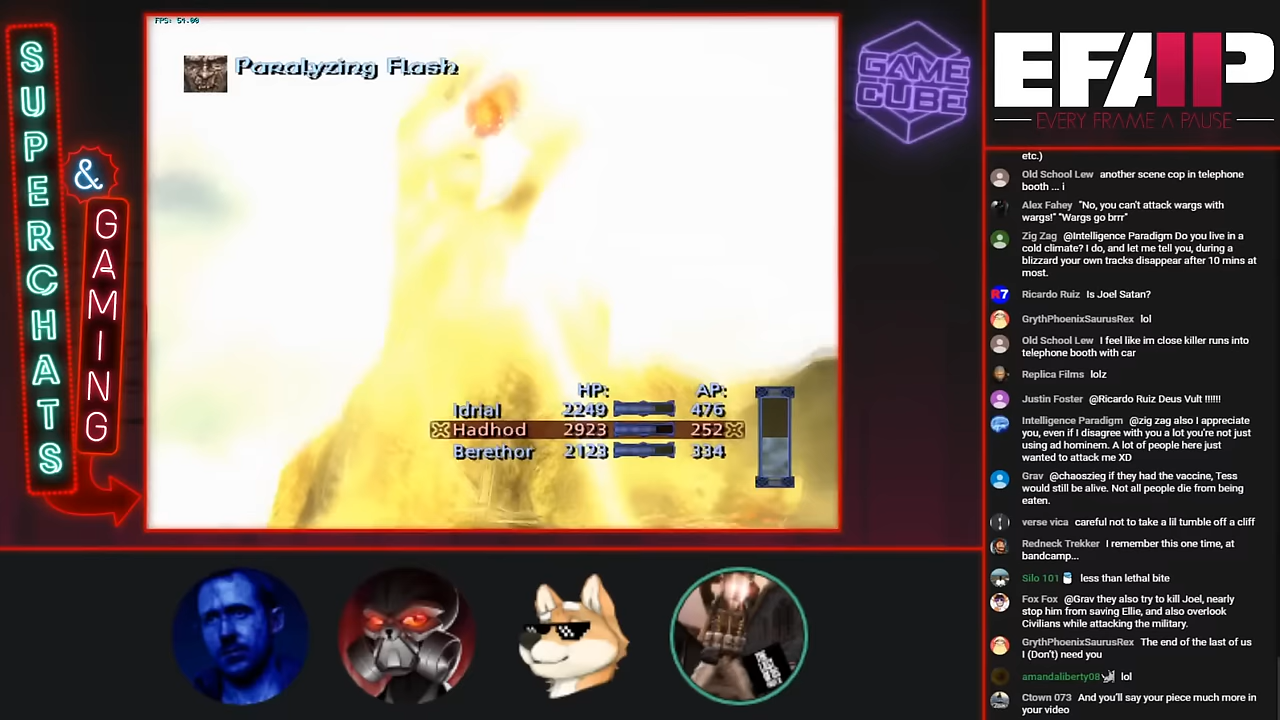 FPS: 54.00
SUPERCHATS
&
GAMING
Paralyzing Flash
HP: AP:
Idrial 2249 476
Hadhod 2923 252
Berethor 2123 334
GAME
CUBE
EFAP
EVERY FRAME A PAUSE
etc.)
Old School Lew another scene cop in telephone
booth ... i
Alex Fahey "No, you can't attack wargs with
wargs!" "Wargs go brrr"
Zig Zag @Intelligence Paradigm Do you live in a
cold climate? I do, and let me tell you, during a
blizzard your own tracks disappear after 10 mins at
most.
R7 Ricardo Ruiz Is Joel Satan?
GrythPhoenixSaurusRex lol
Old School Lew I feel like im close killer runs into
telephone booth with car
Replica Films lolz
Justin Foster @Ricardo Ruiz Deus Vult !!!!!!
Intelligence Paradigm @zig zag also I appreciate
you, even if I disagree with you a lot you're not just
using ad hominem. A lot of people here just
wanted to attack me XD
Grav @chaoszieg if they had the vaccine, Tess
would still be alive. Not all people die from being
eaten.
verse vica careful not to take a lil tumble off a cliff
Redneck Trekker I remember this one time, at
bandcamp...
Silo 101 less than lethal bite
Fox Fox @Grav they also try to kill Joel, nearly
stop him from saving Ellie, and also overlook
Civilians while attacking the military.
GrythPhoenixSaurusRex The end of the last of us
I (Don't) need you
amandaliberty08 lol
Ctown 073 And you'll say your piece much more in
your video